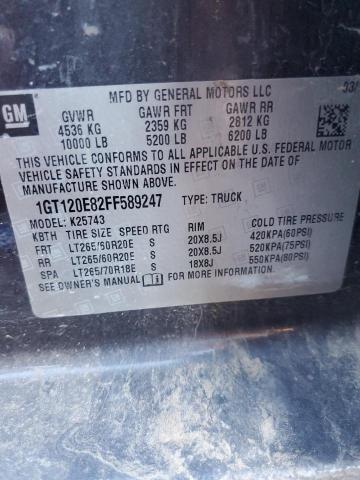 GM
MFD BY GENERAL MOTORS LLC
GVWR GAWR FRT GAWR RR
4536 KG 2359 KG 2812 KG
10000 LB 5200 LB 6200 LB
THIS VEHICLE CONFORMS TO ALL APPLICABLE U.S. FEDERAL MOTOR
VEHICLE SAFETY STANDARDS IN EFFECT ON THE DATE OF
MANUFACTURE SHOWN ABOVE.
1GT120E82FF589247 TYPE: TRUCK
MODEL: K25743
KBTH TIRE SIZE SPEED RTG RIM COLD TIRE PRESSURE
FRT LT265/60R20E S 20X8.5J 420KPA(60PSI)
RR LT265/60R20E S 20X8.5J 520KPA(75PSI)
SPA LT265/70R18E S 18X8J 550KPA(80PSI)
SEE OWNER'S MANUAL